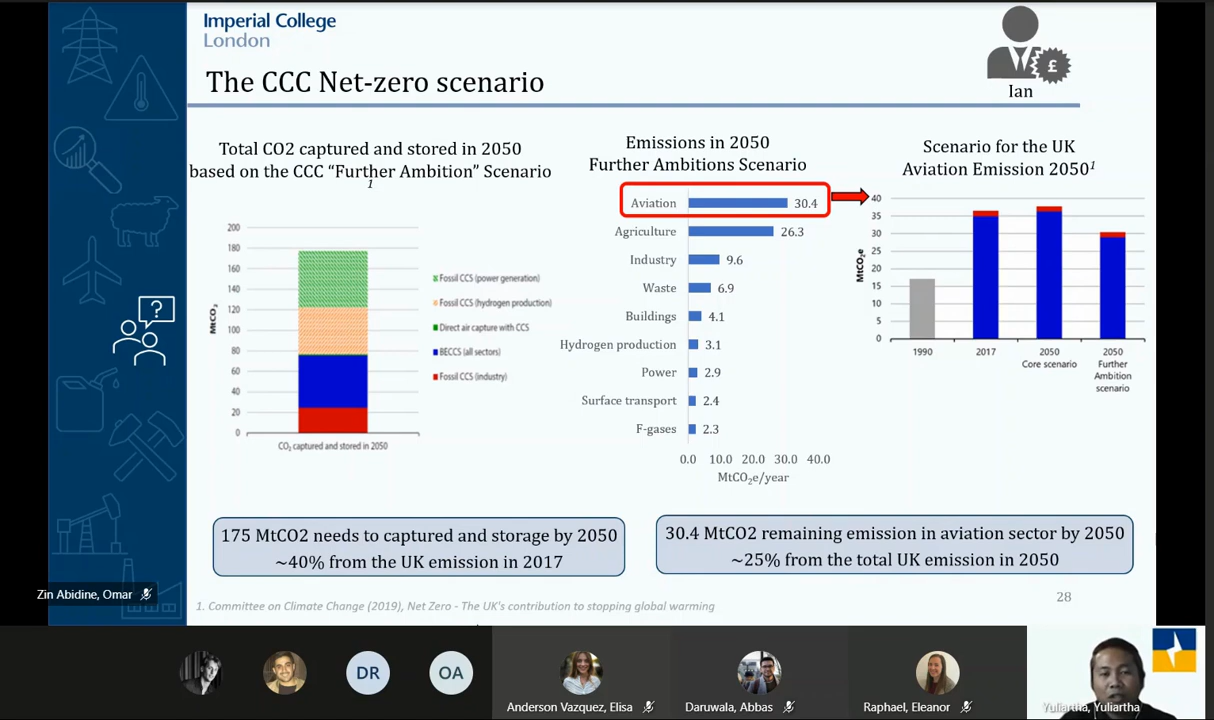 Imperial College
London
The CCC Net-zero scenario
£
Ian
Total CO2 captured and stored in 2050
based on the CCC “Further Ambition” Scenario
1
MtCO2
200
180
160
140
120
100
80
60
40
20
0
CO2 captured and stored in 2050
Fossil CCS (power generation)
Fossil CCS (hydrogen production)
Direct air capture with CCS
BECCS (all sectors)
Fossil CCS (industry)
Emissions in 2050
Further Ambitions Scenario
Aviation 30.4
Agriculture 26.3
Industry 9.6
Waste 6.9
Buildings 4.1
Hydrogen production 3.1
Power 2.9
Surface transport 2.4
F-gases 2.3
0.0 10.0 20.0 30.0 40.0
MtCO2e/year
Scenario for the UK
Aviation Emission 20501
MtCO2e
40
35
30
25
20
15
10
5
0
1990 2017 2050 2050
Core scenario Further
Ambition
scenario
?
175 MtCO2 needs to captured and storage by 2050
~40% from the UK emission in 2017
30.4 MtCO2 remaining emission in aviation sector by 2050
~25% from the total UK emission in 2050
1. Committee on Climate Change (2019), Net Zero - The UK's contribution to stopping global warming
28
Zin Abidine, Omar
DR
OA
Anderson Vazquez, Elisa
Daruwala, Abbas
Raphael, Eleanor
Yuliartha, Yuliartha